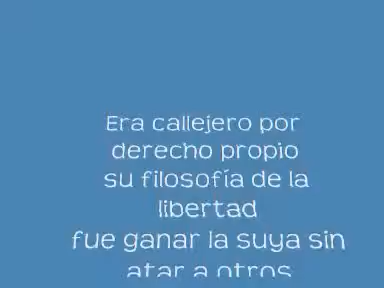 Era callejero por
derecho propio
su filosofía de la
libertad
fue ganar la suya sin
atar a otros